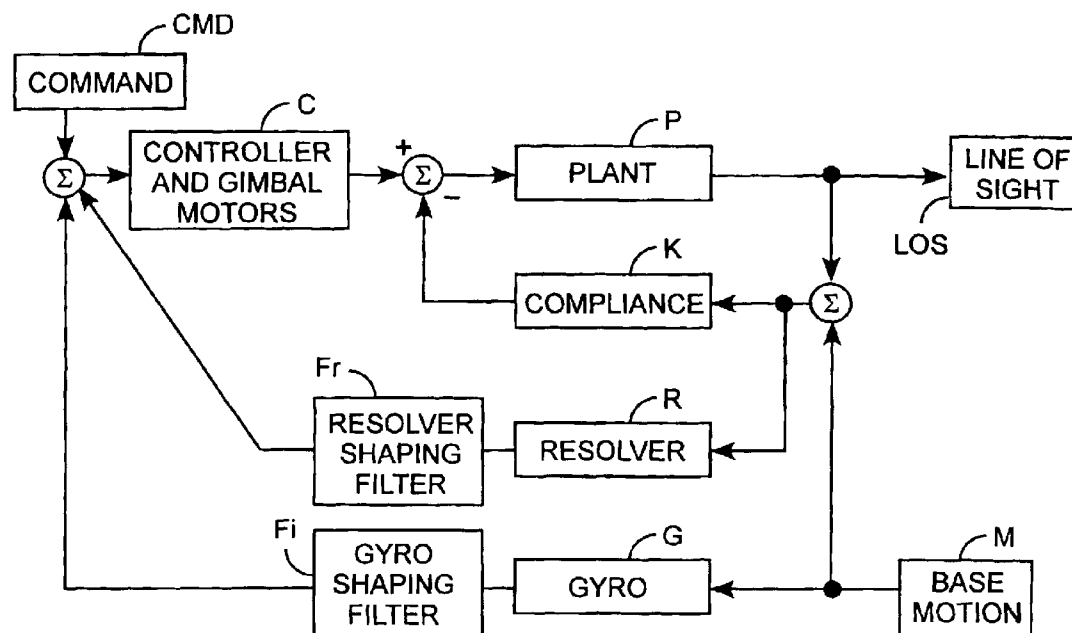 CMD
COMMAND
C
CONTROLLER
AND GIMBAL
MOTORS
Σ
+
Σ
−
P
PLANT
LINE OF
SIGHT
LOS
K
COMPLIANCE
Σ
Fr
RESOLVER
SHAPING
FILTER
R
RESOLVER
Fi
GYRO
SHAPING
FILTER
G
GYRO
M
BASE
MOTION